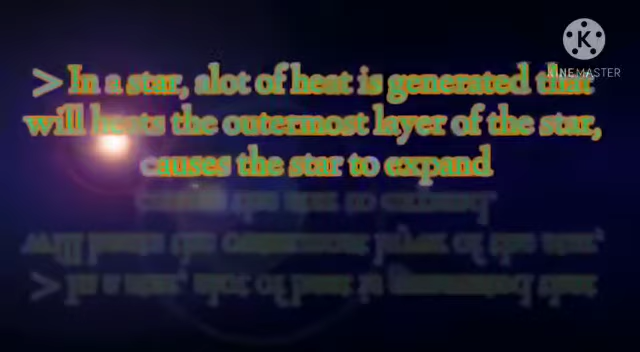 > In a star, alot of heat is generated that
will heats the outermost layer of the star,
causes the star to expand
KINEMASTER